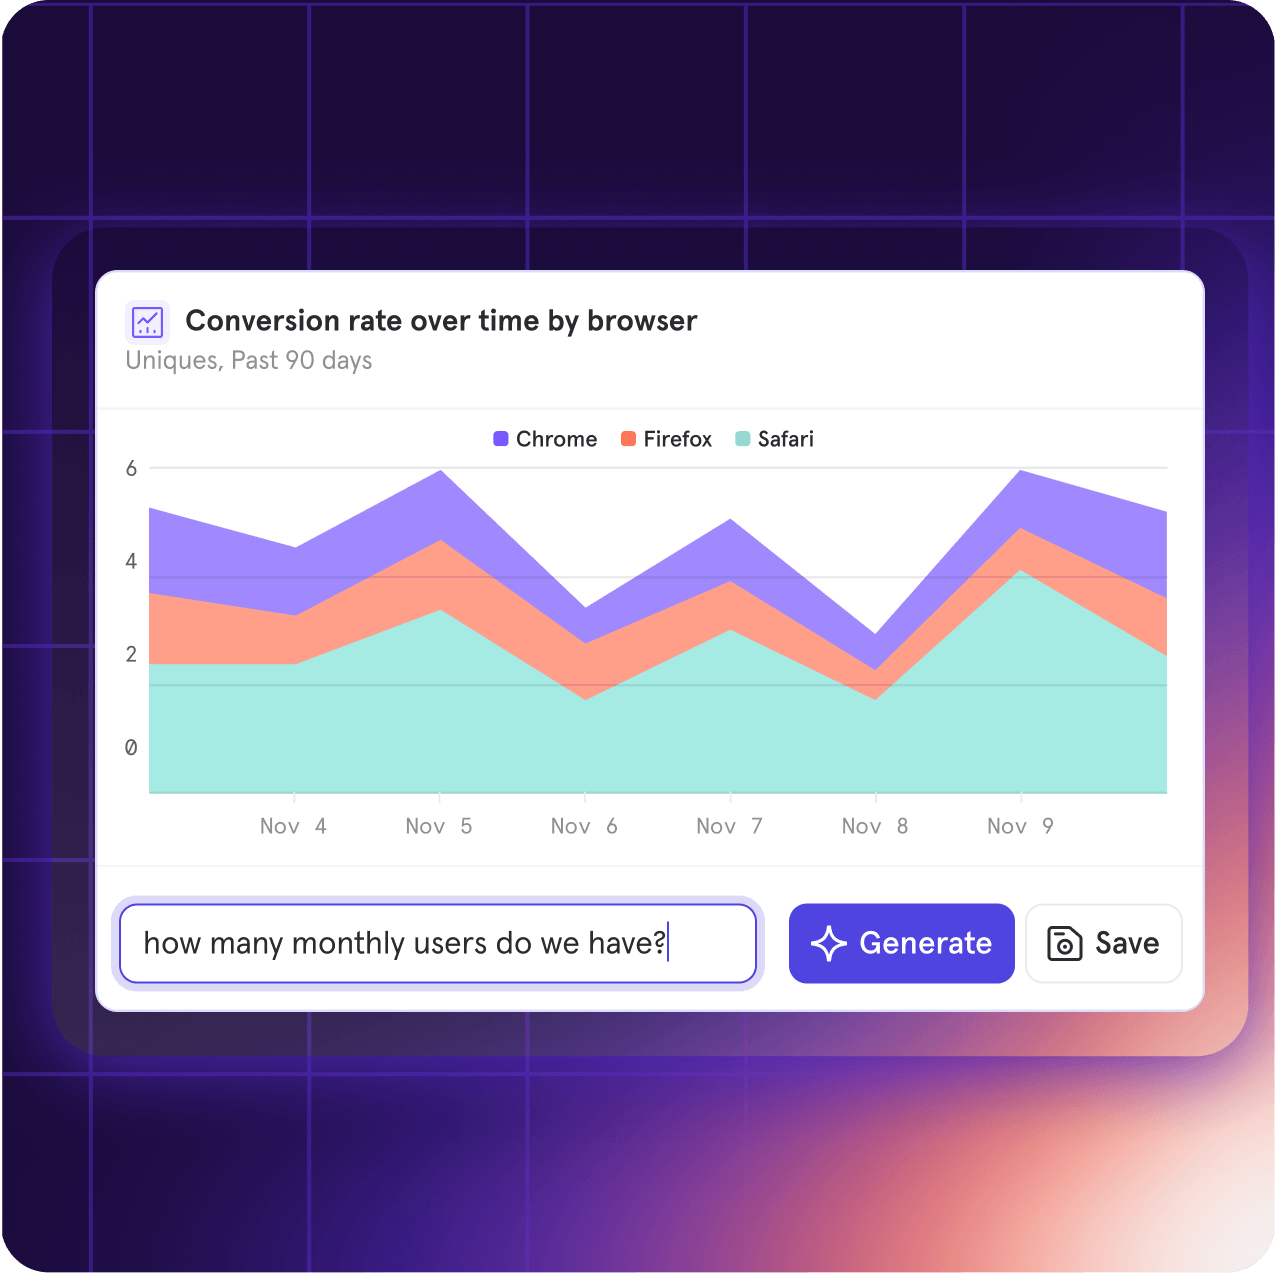 Conversion rate over time by browser
Uniques, Past 90 days
Chrome Firefox Safari
6
4
2
0
Nov 4 Nov 5 Nov 6 Nov 7 Nov 8 Nov 9
how many monthly users do we have?
Generate
Save